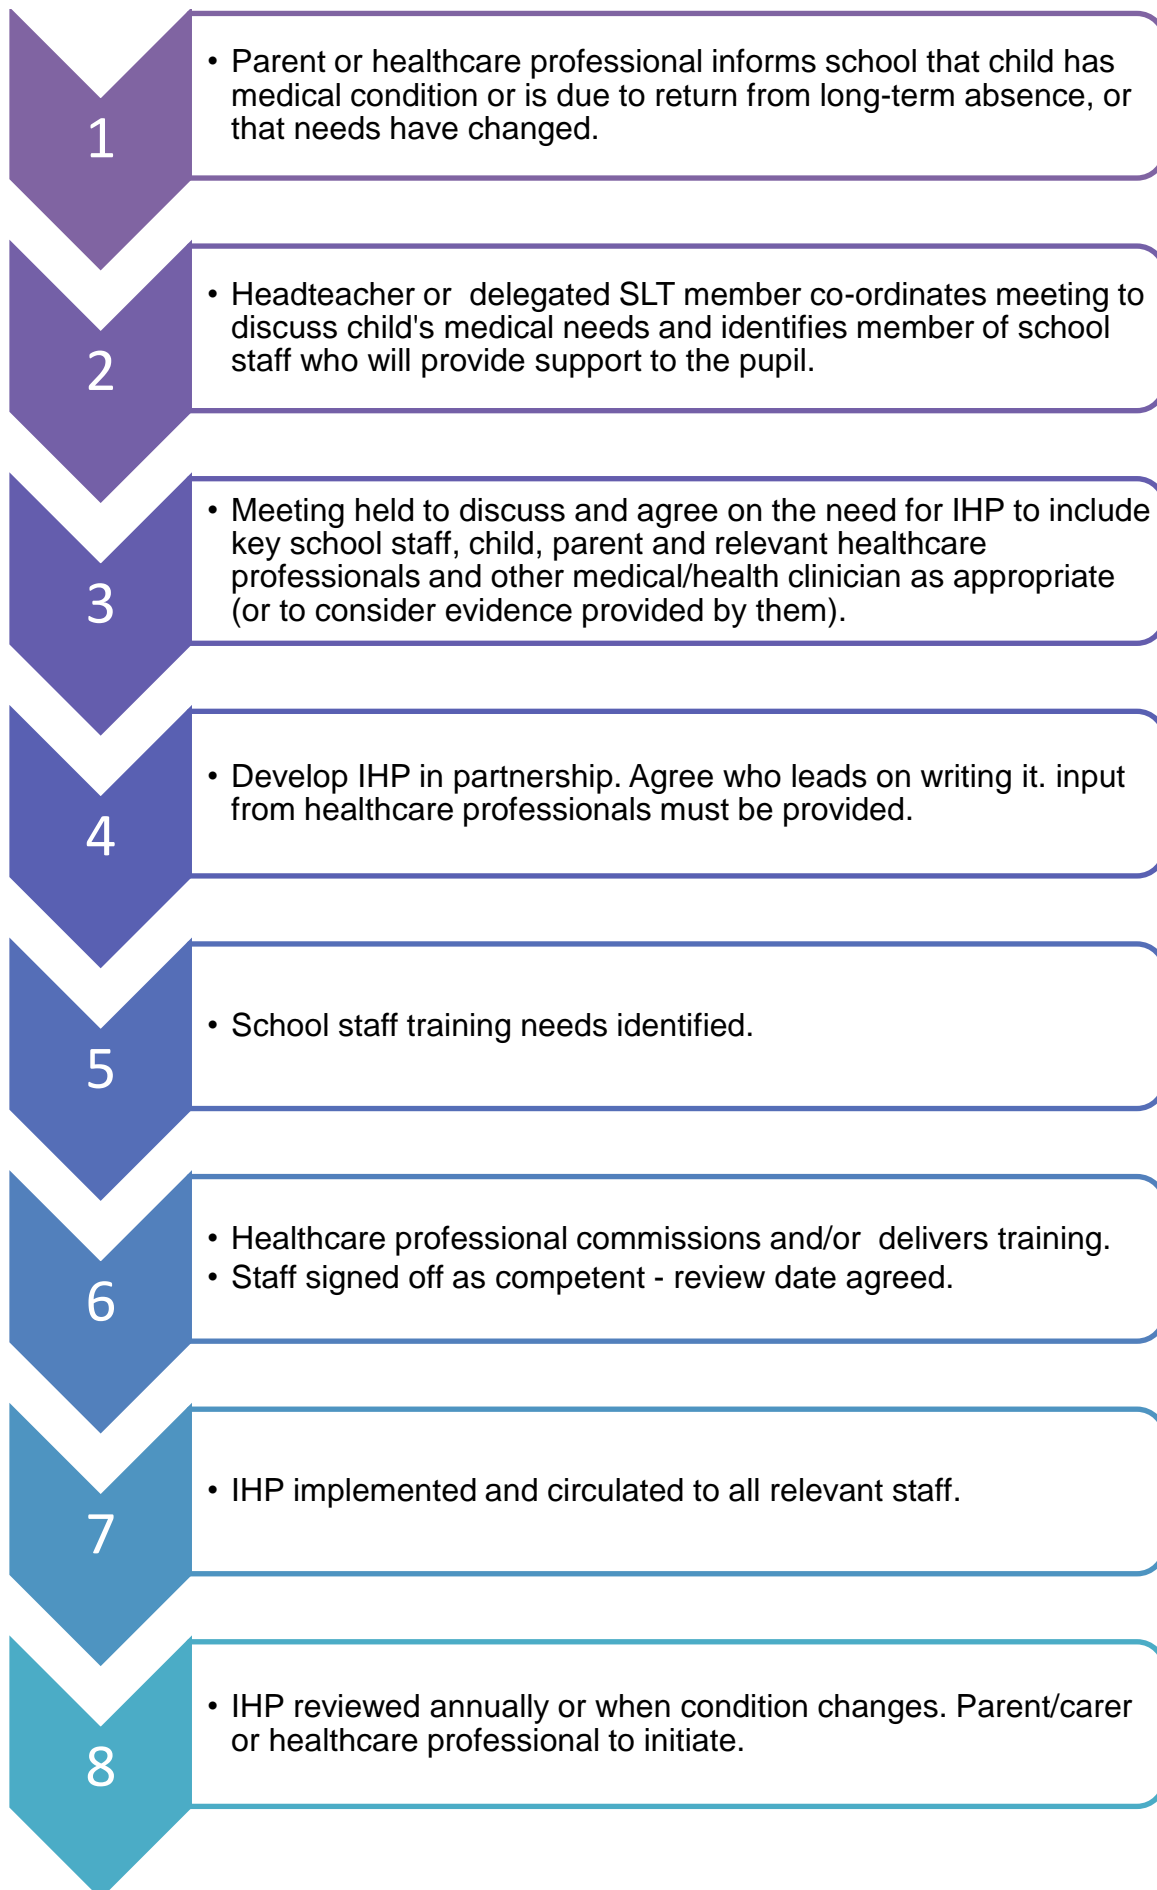 1
• Parent or healthcare professional informs school that child has
medical condition or is due to return from long-term absence, or
that needs have changed.
2
• Headteacher or  delegated SLT member co-ordinates meeting to
discuss child's medical needs and identifies member of school
staff who will provide support to the pupil.
3
• Meeting held to discuss and agree on the need for IHP to include
key school staff, child, parent and relevant healthcare
professionals and other medical/health clinician as appropriate
(or to consider evidence provided by them).
4
• Develop IHP in partnership. Agree who leads on writing it. input
from healthcare professionals must be provided.
5
• School staff training needs identified.
6
• Healthcare professional commissions and/or  delivers training.
• Staff signed off as competent - review date agreed.
7
• IHP implemented and circulated to all relevant staff.
8
• IHP reviewed annually or when condition changes. Parent/carer
or healthcare professional to initiate.